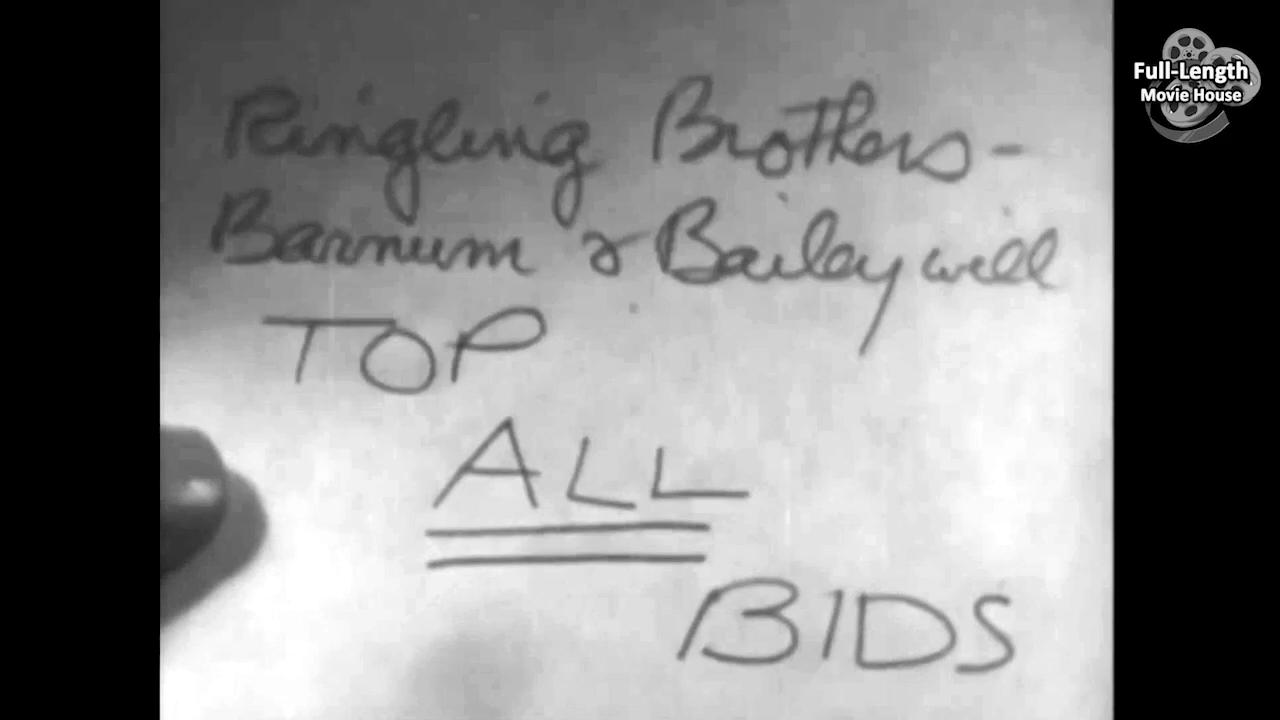 Full-Length
Movie House
Ringling Brothers-
Barnum & Bailey will
TOP
ALL
BIDS